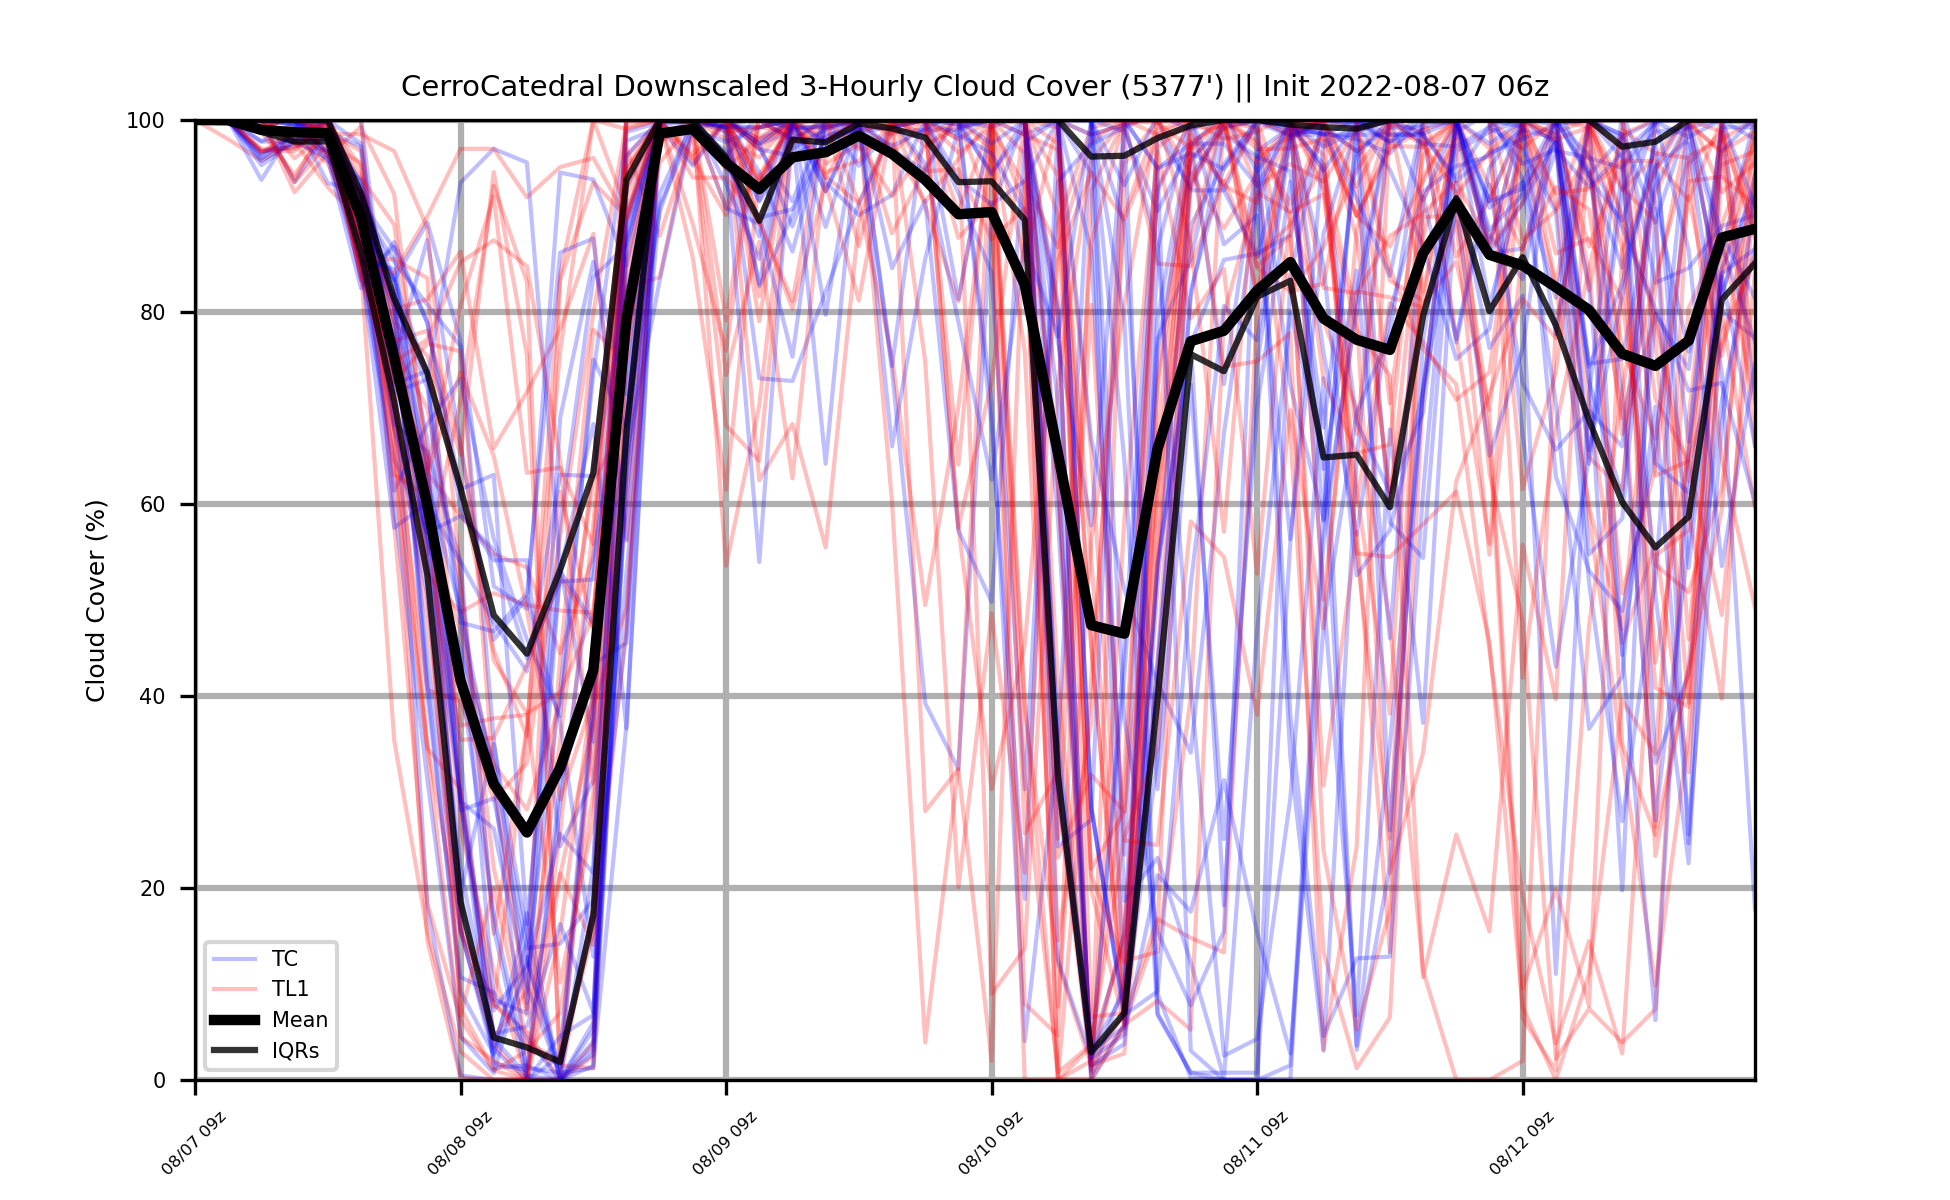 CerroCatedral Downscaled 3-Hourly Cloud Cover (5377') || Init 2022-08-07 06z
Cloud Cover (%)
100
80
60
40
20
0
TC
TL1
Mean
IQRs
08/07 09z
08/08 09z
08/09 09z
08/10 09z
08/11 09z
08/12 09z